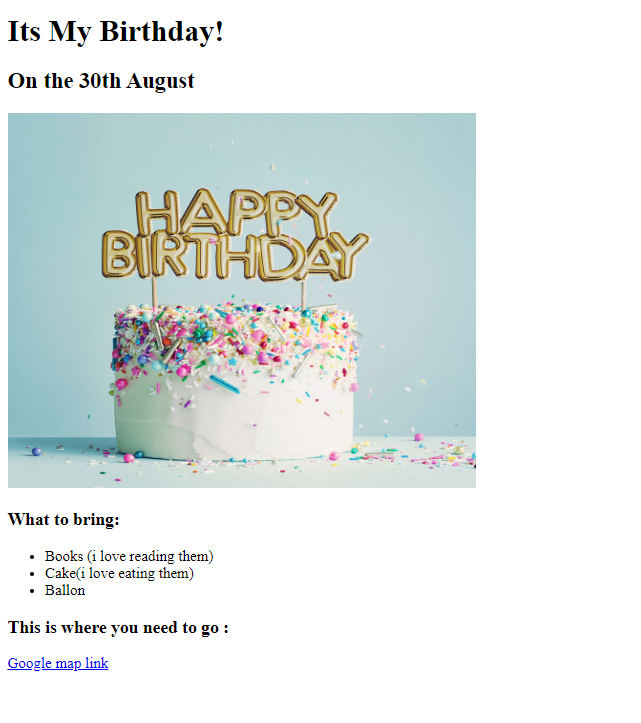 Its My Birthday!
On the 30th August
HAPPY
BIRTHDAY
What to bring:
Books (i love reading them)
Cake(i love eating them)
Ballon
This is where you need to go :
Google map link